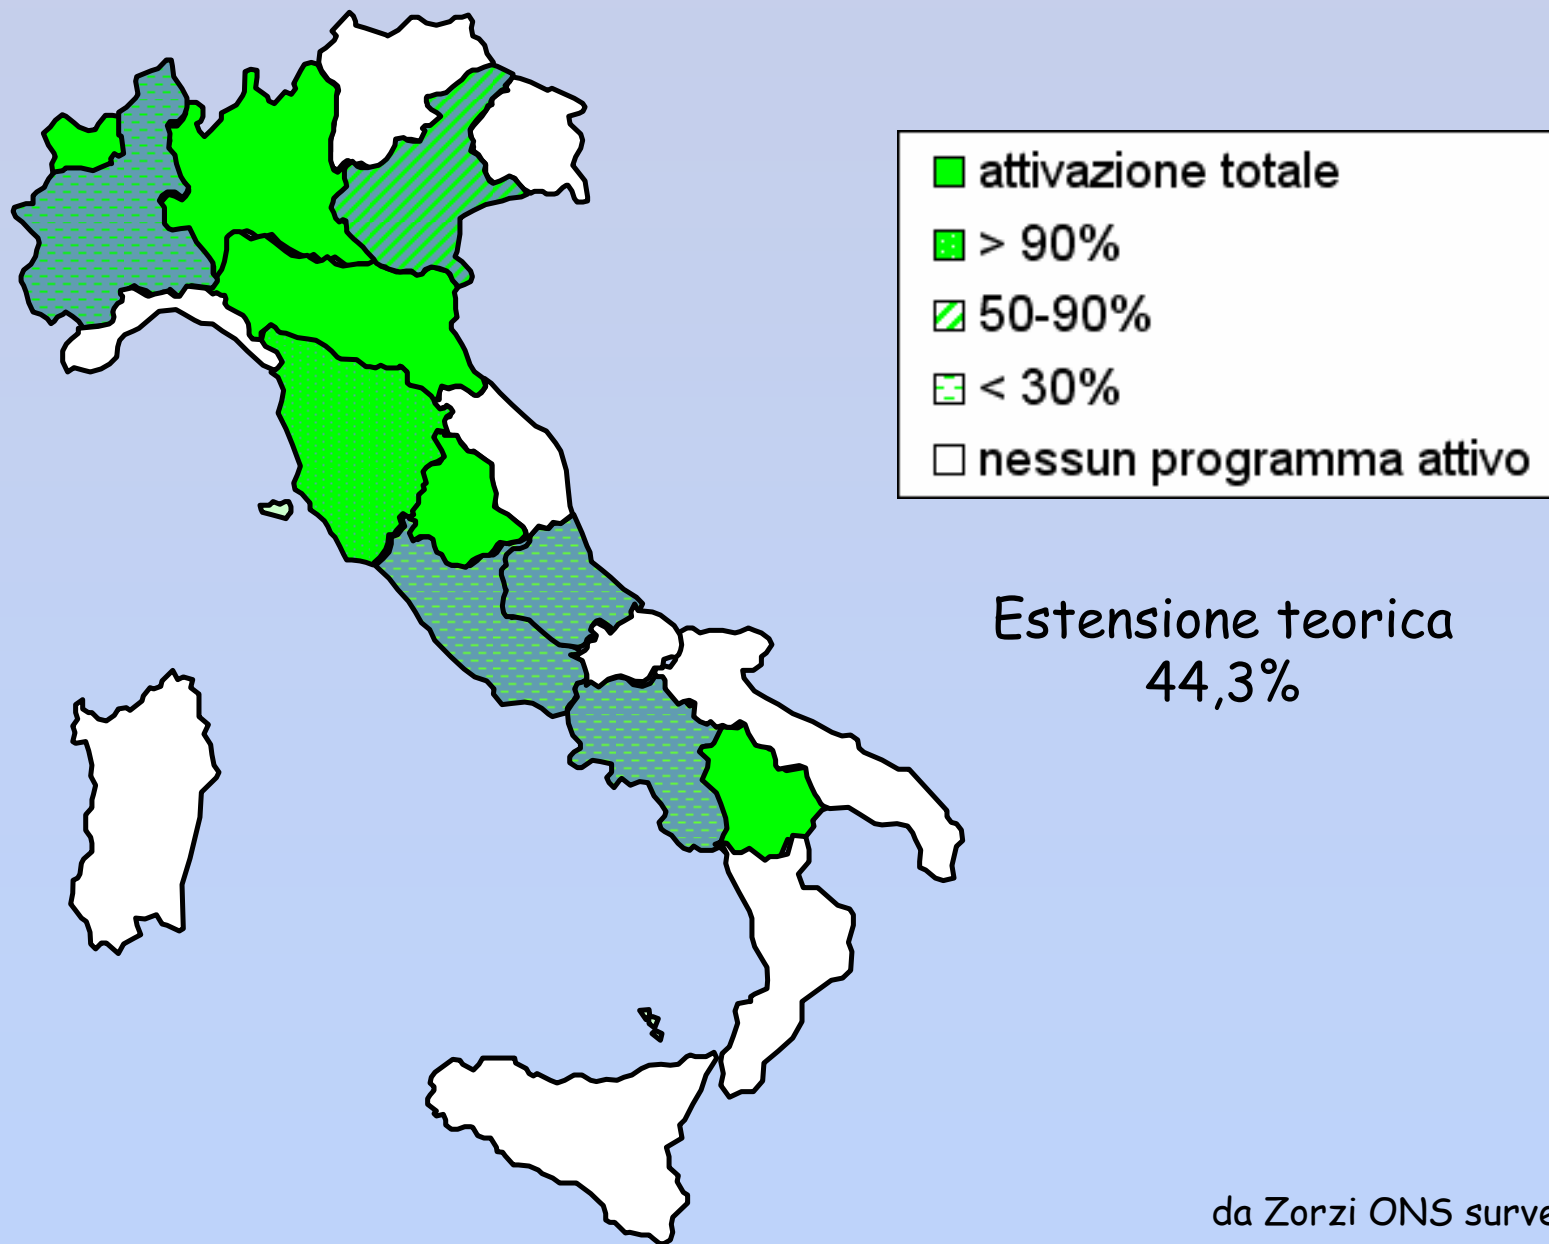 attivazione totale
> 90%
50-90%
< 30%
nessun programma attivo
Estensione teorica
44,3%
da Zorzi ONS surve